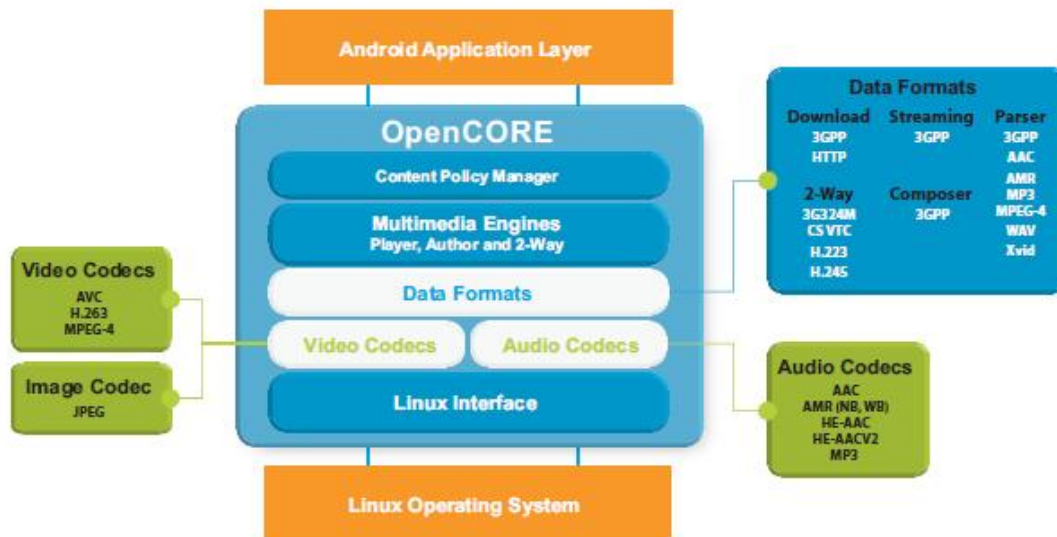 Android Application Layer
OpenCORE
Content Policy Manager
Multimedia Engines
Player, Author and 2-Way
Data Formats
Video Codecs
Audio Codecs
Linux Interface
Linux Operating System
Video Codecs
AVC
H.263
MPEG-4
Image Codec
JPEG
Data Formats
Download
3GPP
HTTP
Streaming
3GPP
Parser
3GPP
AAC
AMR
MP3
MPEG-4
WAV
Xvid
2-Way
3G324M
CS VTC
H.223
H.245
Composer
3GPP
Audio Codecs
AAC
AMR (NB, WB)
HE-AAC
HE-AACV2
MP3